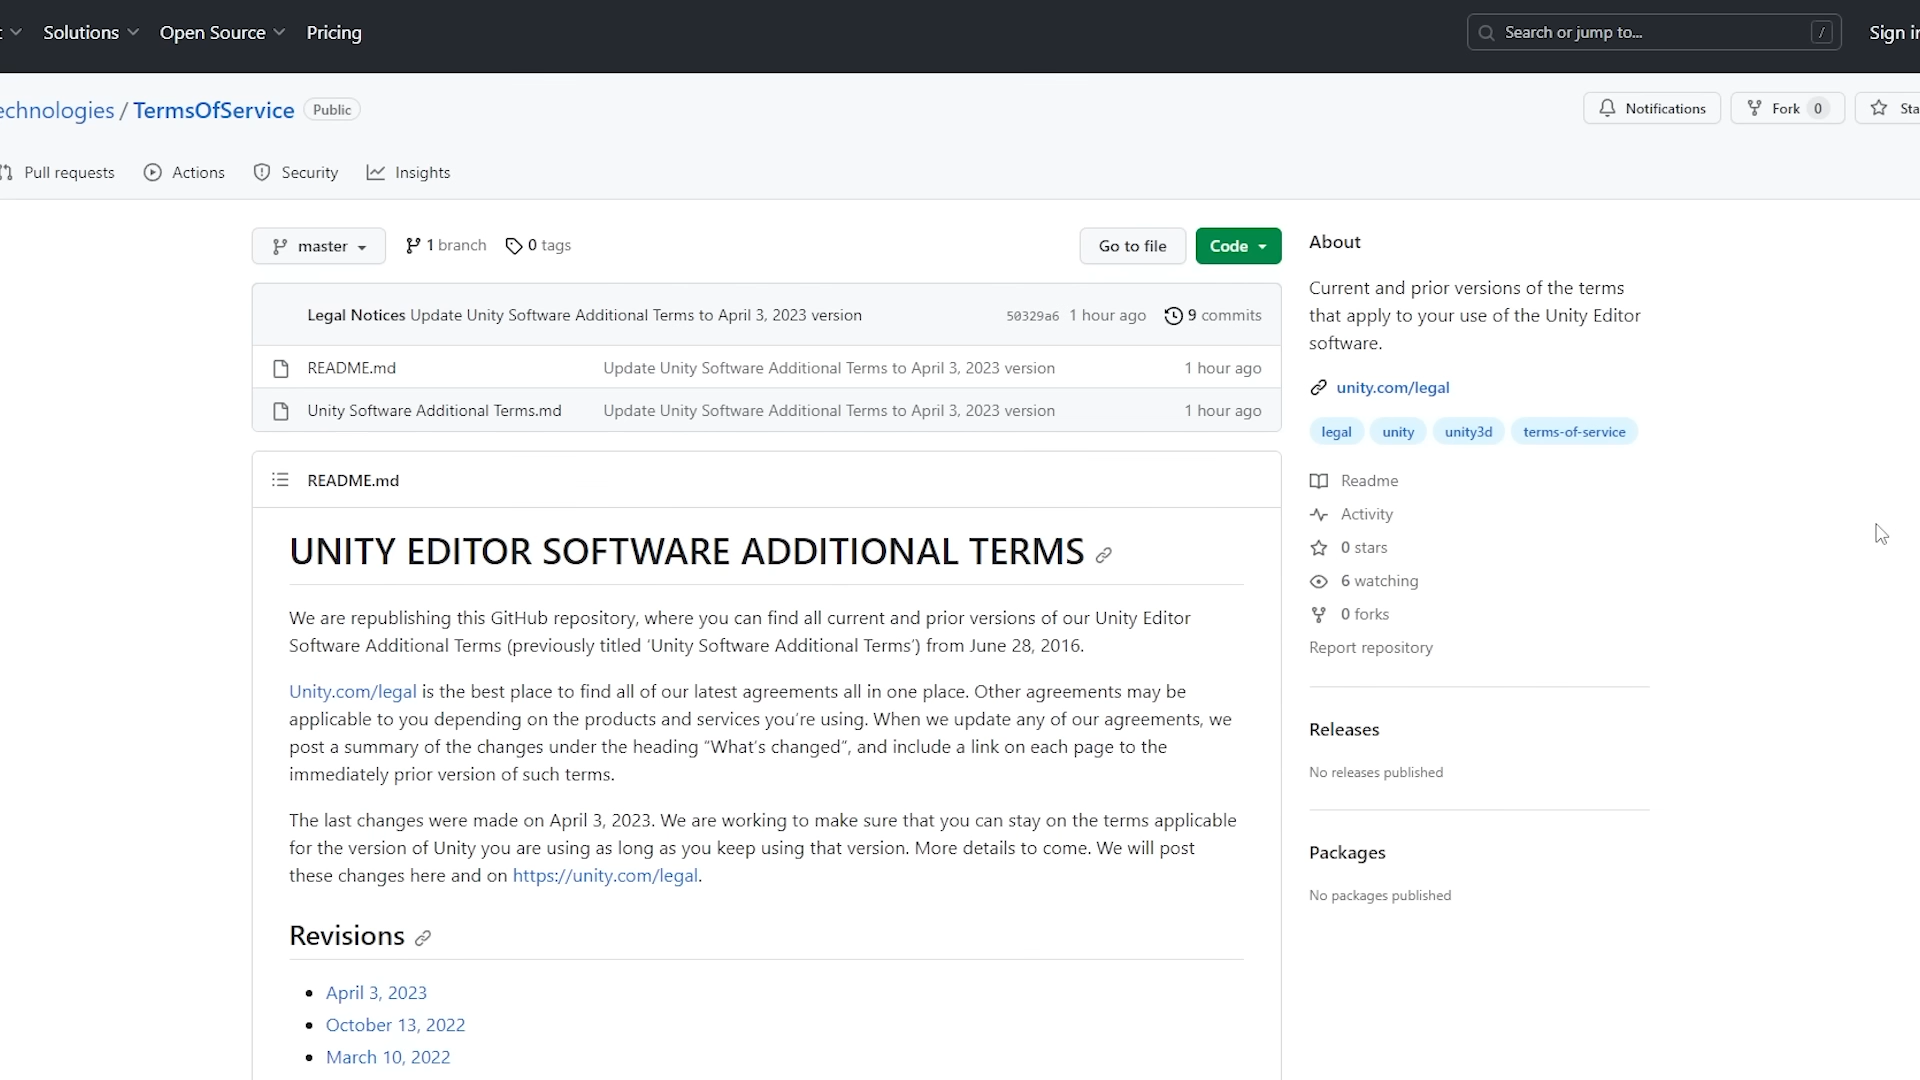 Solutions Open Source Pricing Search or jump to... / Sign in
echnologies / TermsOfService Public Notifications Fork 0 Sta
Pull requests Actions Security Insights
master 1 branch 0 tags Go to file Code
Legal Notices Update Unity Software Additional Terms to April 3, 2023 version 50329a6 1 hour ago 9 commits
README.md Update Unity Software Additional Terms to April 3, 2023 version 1 hour ago
Unity Software Additional Terms.md Update Unity Software Additional Terms to April 3, 2023 version 1 hour ago
README.md
UNITY EDITOR SOFTWARE ADDITIONAL TERMS
We are republishing this GitHub repository, where you can find all current and prior versions of our Unity Editor
Software Additional Terms (previously titled ‘Unity Software Additional Terms’) from June 28, 2016.
Unity.com/legal is the best place to find all of our latest agreements all in one place. Other agreements may be
applicable to you depending on the products and services you’re using. When we update any of our agreements, we
post a summary of the changes under the heading “What’s changed“, and include a link on each page to the
immediately prior version of such terms.
The last changes were made on April 3, 2023. We are working to make sure that you can stay on the terms applicable
for the version of Unity you are using as long as you keep using that version. More details to come. We will post
these changes here and on https://unity.com/legal.
Revisions
April 3, 2023
October 13, 2022
March 10, 2022
About
Current and prior versions of the terms
that apply to your use of the Unity Editor
software.
unity.com/legal
legal unity unity3d terms-of-service
Readme
Activity
0 stars
6 watching
0 forks
Report repository
Releases
No releases published
Packages
No packages published